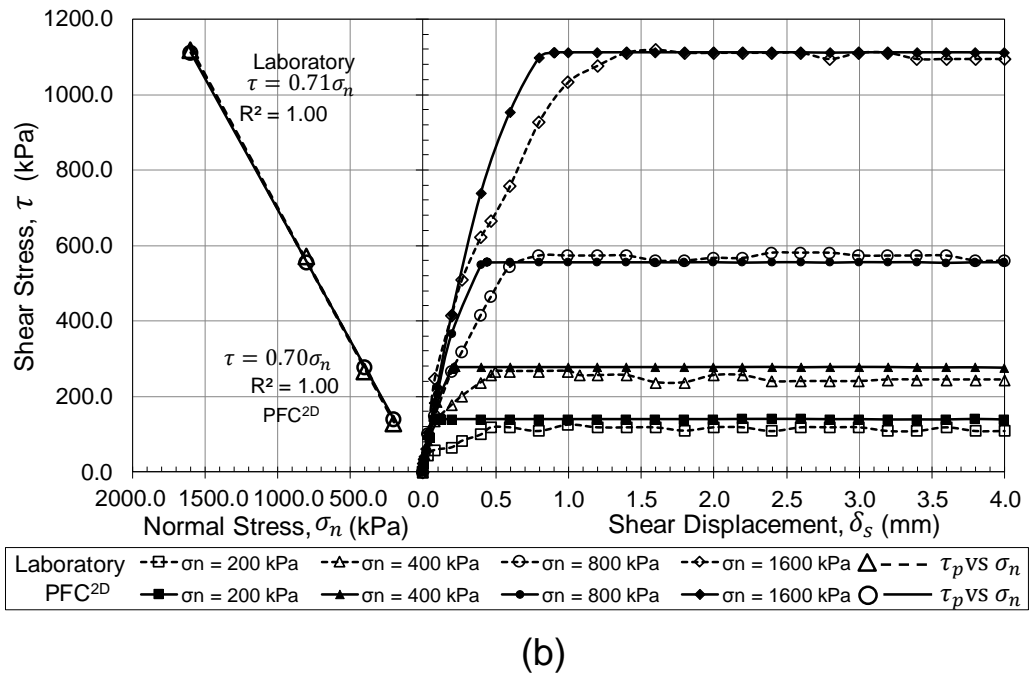 1200.0
1000.0
800.0
600.0
400.0
200.0
0.0
Shear Stress, τ (kPa)
Laboratory
τ = 0.71σₙ
R² = 1.00
τ = 0.70σₙ
R² = 1.00
PFC²ᴰ
2000.0 1500.0 1000.0 500.0 0.0 0.5 1.0 1.5 2.0 2.5 3.0 3.5 4.0
Normal Stress, σₙ (kPa) Shear Displacement, δₛ (mm)
Laboratory σn = 200 kPa σn = 400 kPa σn = 800 kPa σn = 1600 kPa τₚ vs σₙ
PFC²ᴰ σn = 200 kPa σn = 400 kPa σn = 800 kPa σn = 1600 kPa τₚ vs σₙ
(b)